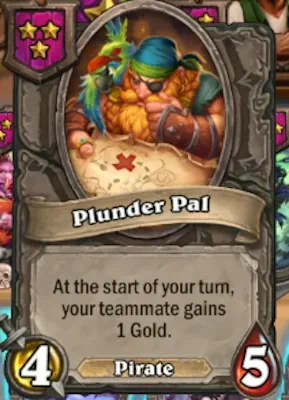 Plunder Pal
At the start of your turn,
your teammate gains
1 Gold.
4
Pirate
5